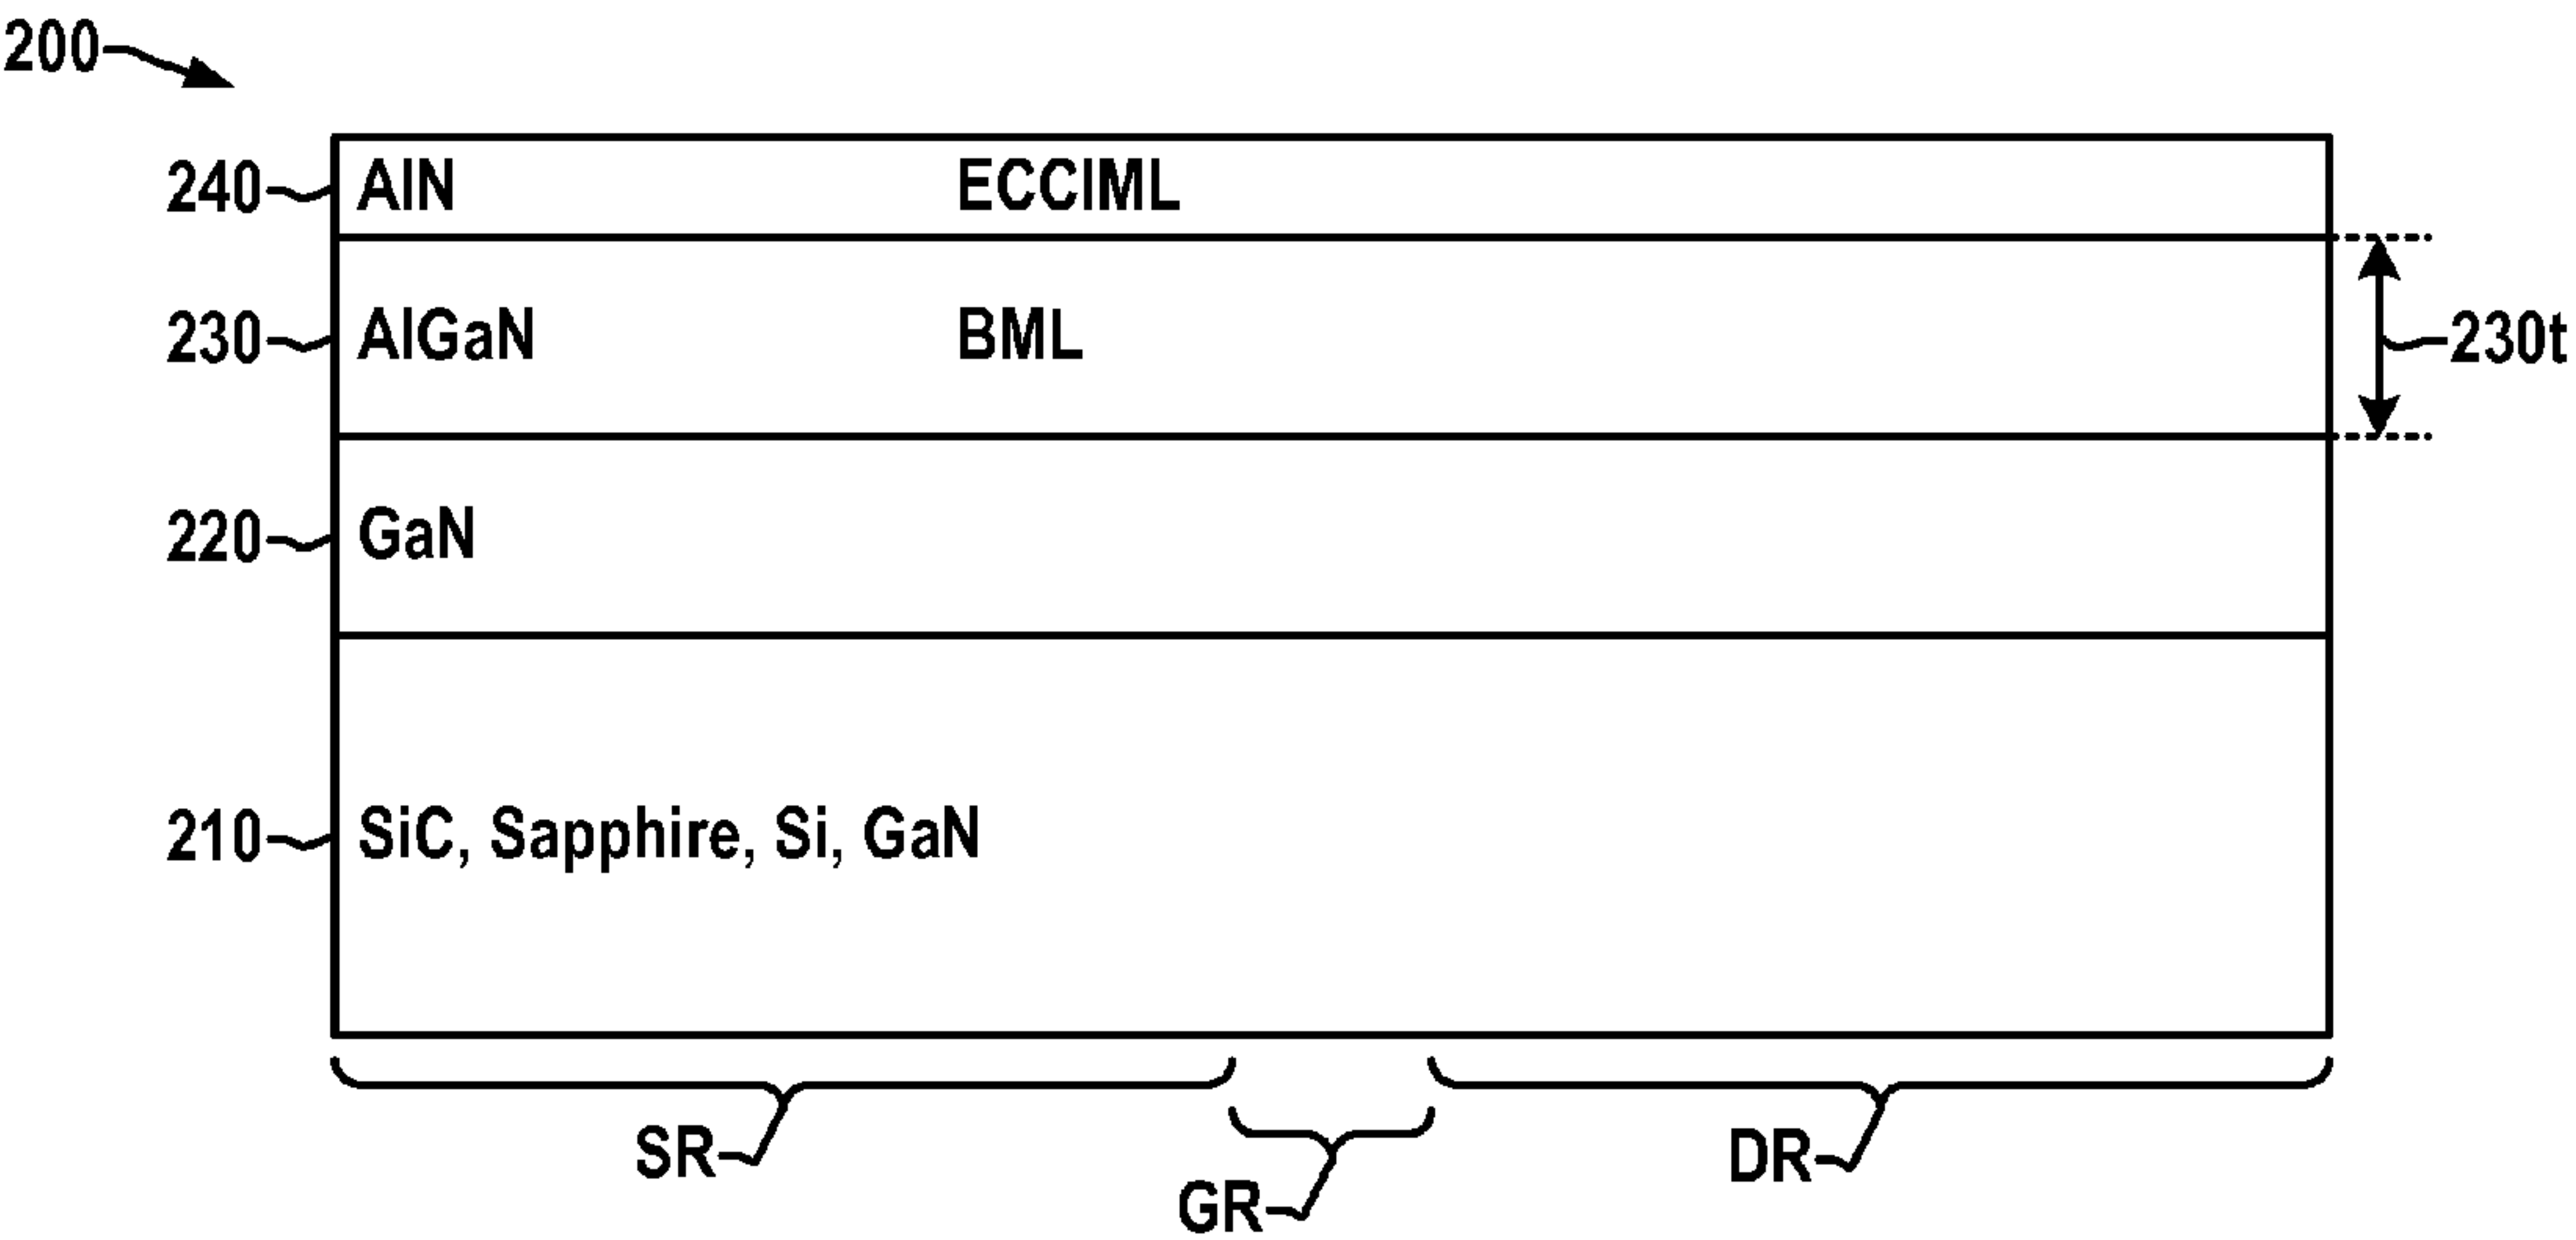 200
240 AlN ECCIML
230 AlGaN BML 230t
220 GaN
210 SiC, Sapphire, Si, GaN
SR GR DR